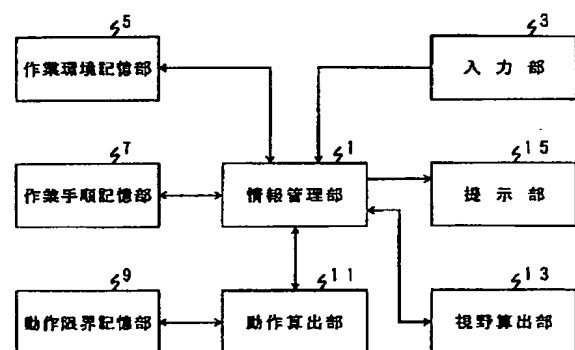 5
作業環境記憶部
3
入力部
7
作業手順記憶部
1
情報管理部
15
提示部
9
動作限界記憶部
11
動作算出部
13
視野算出部